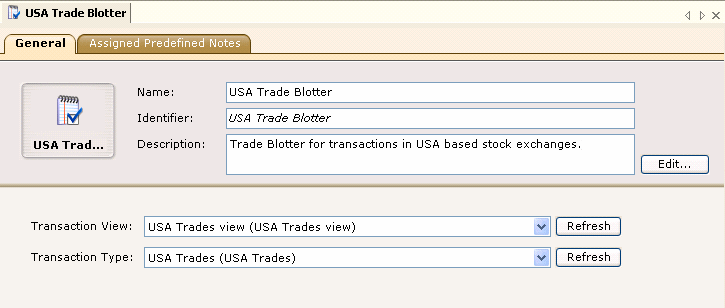 USA Trade Blotter
General Assigned Predefined Notes
Name: USA Trade Blotter
Identifier: USA Trade Blotter
USA Trad...
Description: Trade Blotter for transactions in USA based stock exchanges.
Edit...
Transaction View: USA Trades view (USA Trades view) Refresh
Transaction Type: USA Trades (USA Trades) Refresh